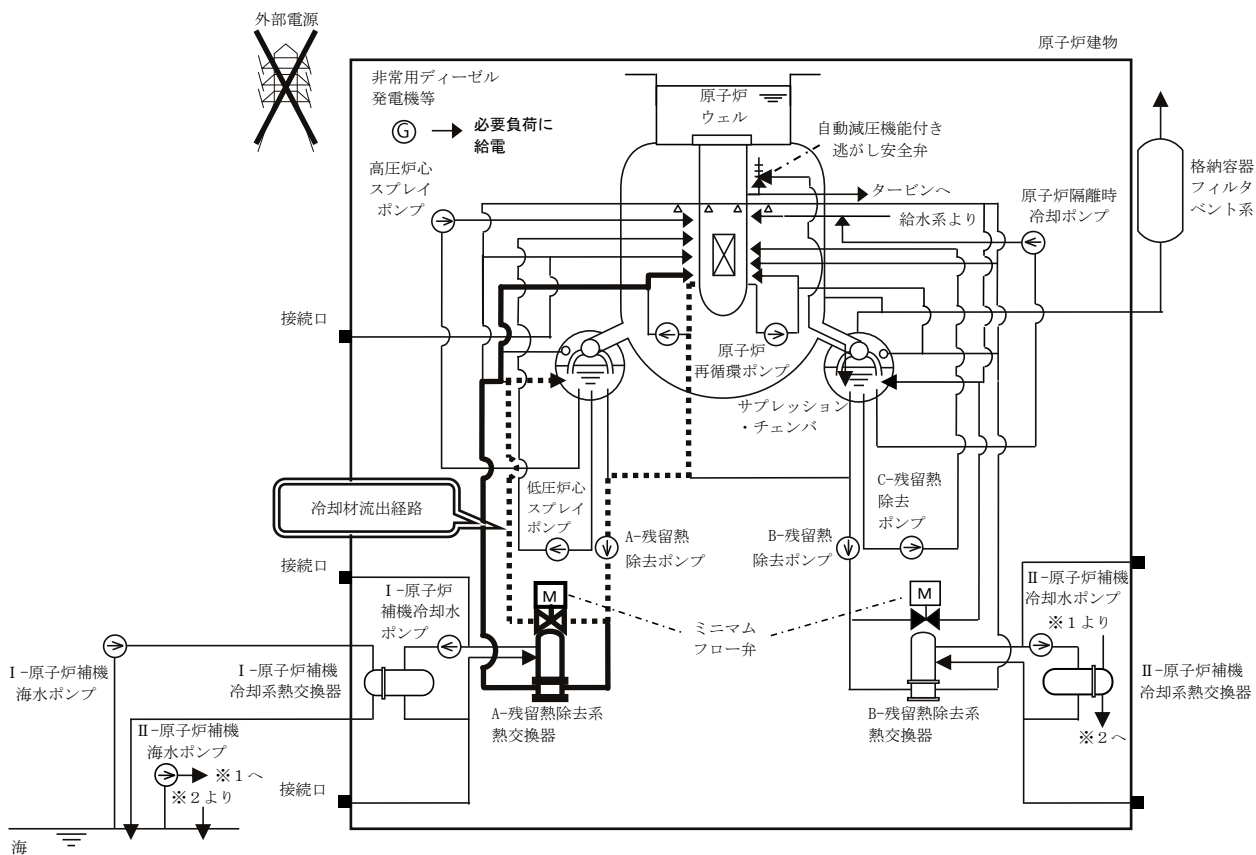 外部電源
原子炉建物
非常用ディーゼル
発電機等
G
必要負荷に
給電
原子炉
ウェル
自動減圧機能付き
逃がし安全弁
高圧炉心
スプレイ
ポンプ
タービンへ
給水系より
原子炉隔離時
冷却ポンプ
格納容器
フィルタ
ベント系
接続口
原子炉
再循環ポンプ
サプレッション
・チェンバ
冷却材流出経路
低圧炉心
スプレイ
ポンプ
A-残留熱
除去ポンプ
B-残留熱
除去ポンプ
C-残留熱
除去
ポンプ
接続口
Ⅰ-原子炉
補機冷却水
ポンプ
M
ミニマム
フロー弁
M
Ⅱ-原子炉補機
冷却水ポンプ
※1より
Ⅰ-原子炉補機
海水ポンプ
Ⅰ-原子炉補機
冷却系熱交換器
A-残留熱除去系
熱交換器
B-残留熱除去系
熱交換器
Ⅱ-原子炉補機
冷却系熱交換器
※2へ
Ⅱ-原子炉補機
海水ポンプ
※1へ
※2より
接続口
海